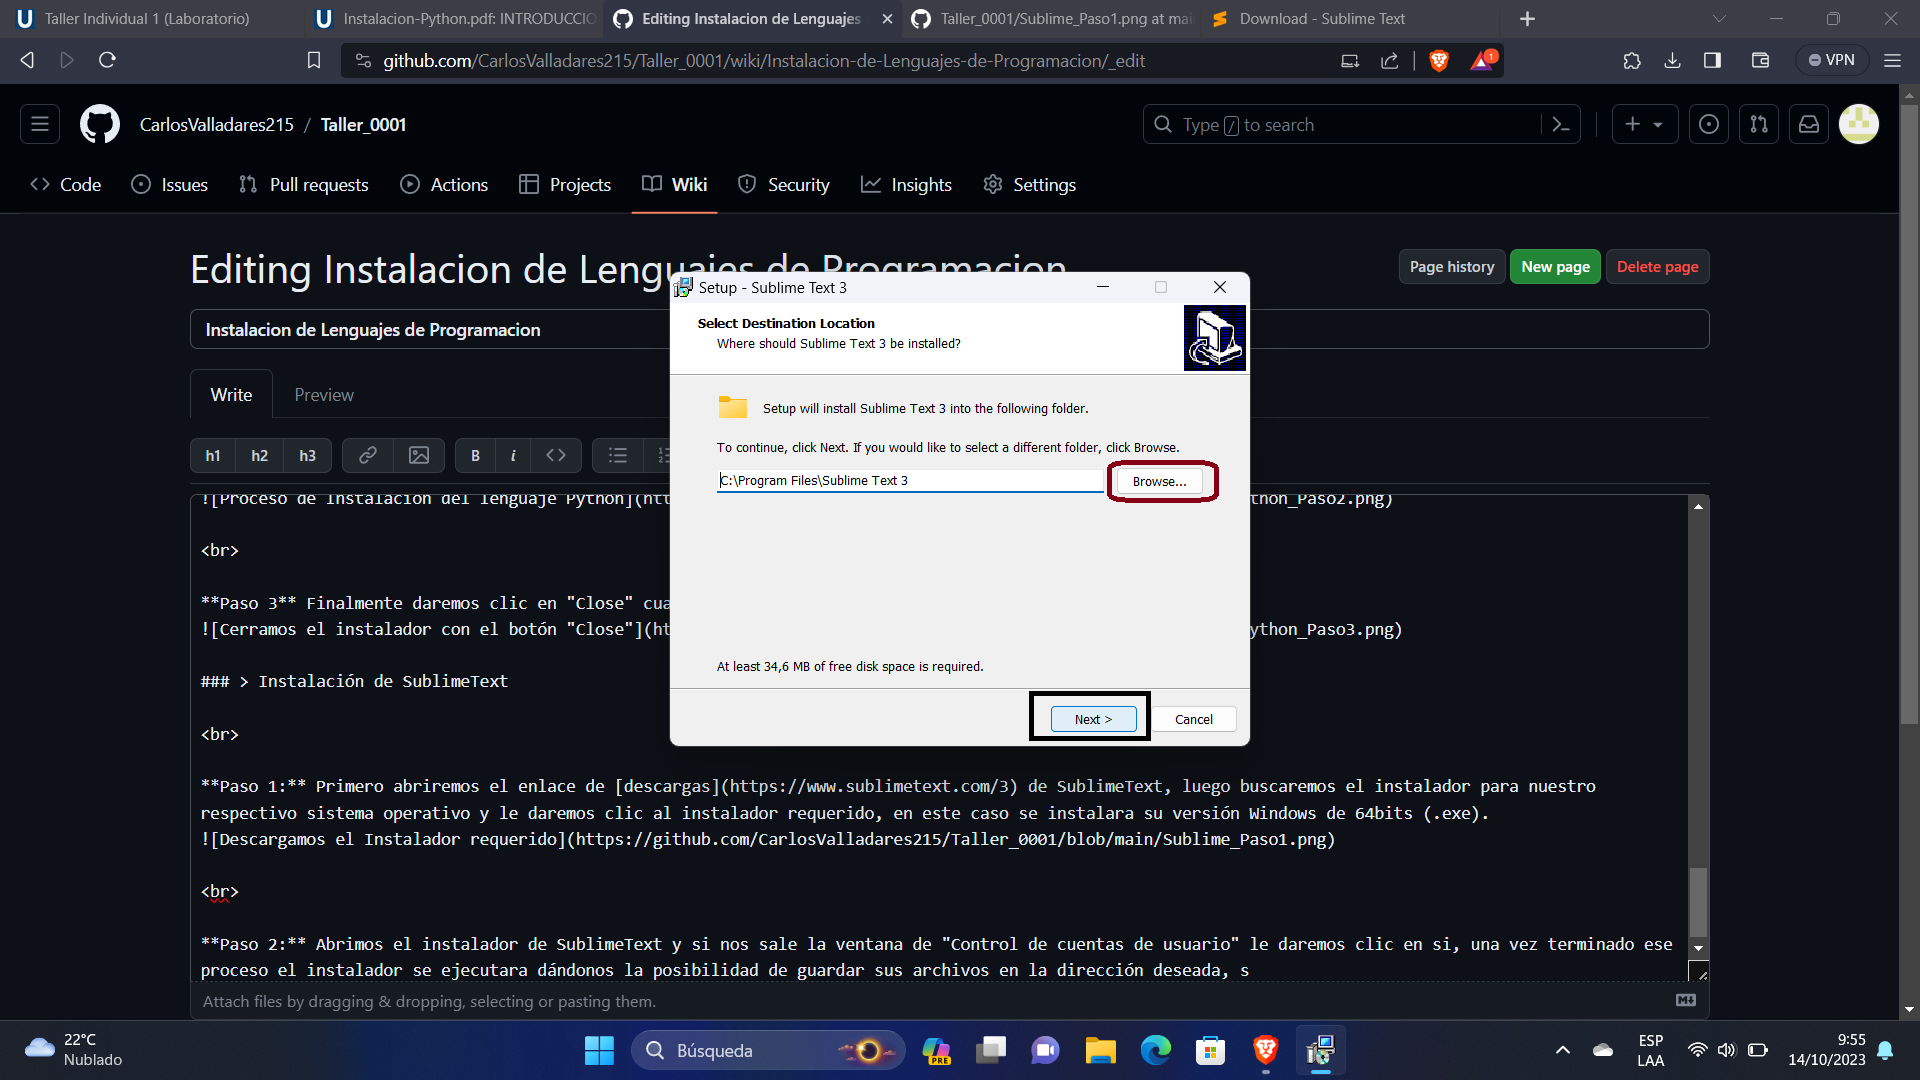 Taller Individual 1 (Laboratorio)
Instalacion-Python.pdf: INTRODUCCIO
Editing Instalacion de Lenguajes
Taller_0001/Sublime_Paso1.png at mai
Download - Sublime Text
github.com/CarlosValladares215/Taller_0001/wiki/Instalacion-de-Lenguajes-de-Programacion/_edit
1
VPN
CarlosValladares215 / Taller_0001
Type / to search
Code
Issues
Pull requests
Actions
Projects
Wiki
Security
Insights
Settings
Editing Instalacion de Lenguajes de Programacion
Page history
New page
Delete page
Instalacion de Lenguajes de Programacion
Write
Preview
h1 h2 h3 B i <>
Setup - Sublime Text 3
Select Destination Location
Where should Sublime Text 3 be installed?
Setup will install Sublime Text 3 into the following folder.
To continue, click Next. If you would like to select a different folder, click Browse.
C:\Program Files\Sublime Text 3
Browse...
At least 34,6 MB of free disk space is required.
Next >
Cancel
![Proceso de Instalacion del lenguaje Python](ht
thon_Paso2.png)
<br>
**Paso 3** Finalmente daremos clic en "Close" cua
![Cerramos el instalador con el botón "Close"](ht
ython_Paso3.png)
### > Instalación de SublimeText
<br>
**Paso 1:** Primero abriremos el enlace de [descargas](https://www.sublimetext.com/3) de SublimeText, luego buscaremos el instalador para nuestro
respectivo sistema operativo y le daremos clic al instalador requerido, en este caso se instalara su versión Windows de 64bits (.exe).
![Descargamos el Instalador requerido](https://github.com/CarlosValladares215/Taller_0001/blob/main/Sublime_Paso1.png)
<br>
**Paso 2:** Abrimos el instalador de SublimeText y si nos sale la ventana de "Control de cuentas de usuario" le daremos clic en si, una vez terminado ese
proceso el instalador se ejecutara dándonos la posibilidad de guardar sus archivos en la dirección deseada, s
Attach files by dragging & dropping, selecting or pasting them.
22°C
Nublado
Búsqueda
PRE
ESP
LAA
9:55
14/10/2023